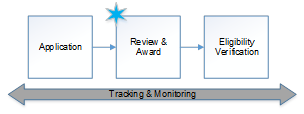 Application
Review &
Award
Eligibility
Verification
Tracking & Monitoring